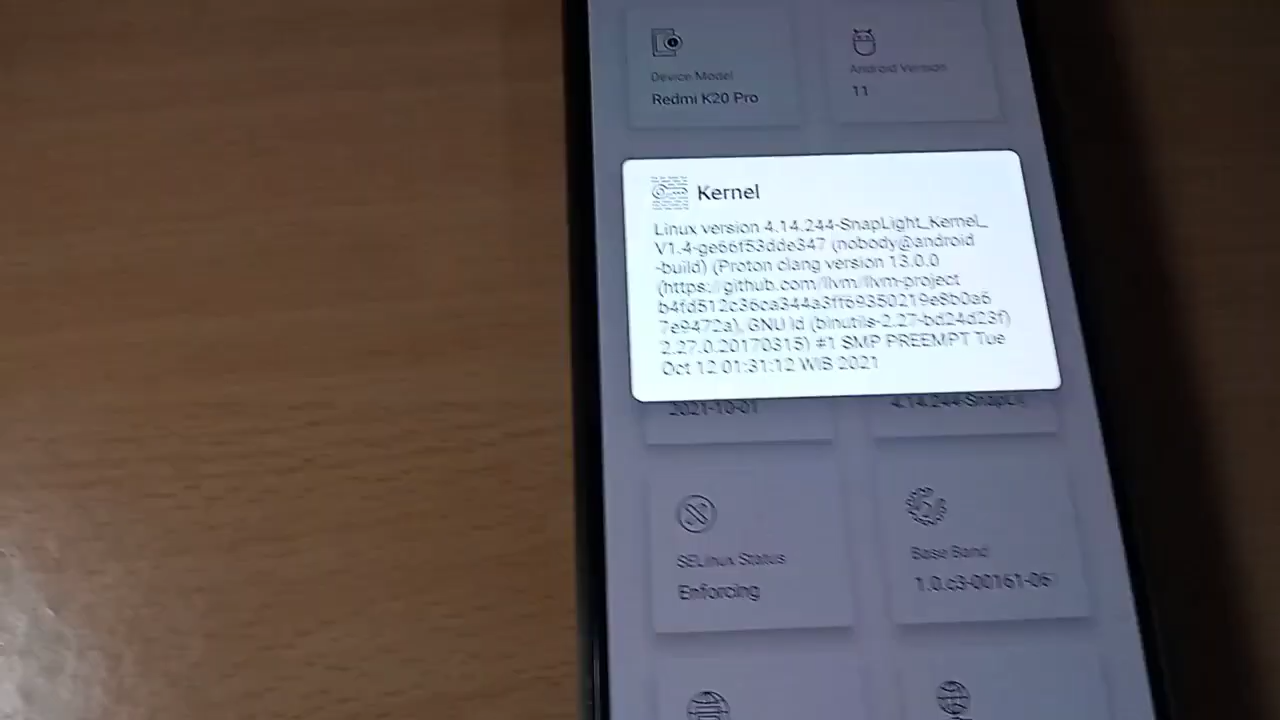 Device Model
Redmi K20 Pro
Android Version
11
Kernel
Linux version 4.14.244-SnapLight_Kernel_
V1.4-ge66f53dde347 (nobody@android
-build) (Proton clang version 13.0.0
(https://github.com/llvm/llvm-project
b4fd512c36ca344a3ff69350219e8b0a6
7e9472a), GNU ld (binutils-2.27-bd24d23f)
2.27.0.20170315) #1 SMP PREEMPT Tue
Oct 12 01:31:12 WIB 2021
2021-10-01
4.14.244-SnapLi
SELinux Status
Enforcing
Base Band
1.0.c3-00161-06